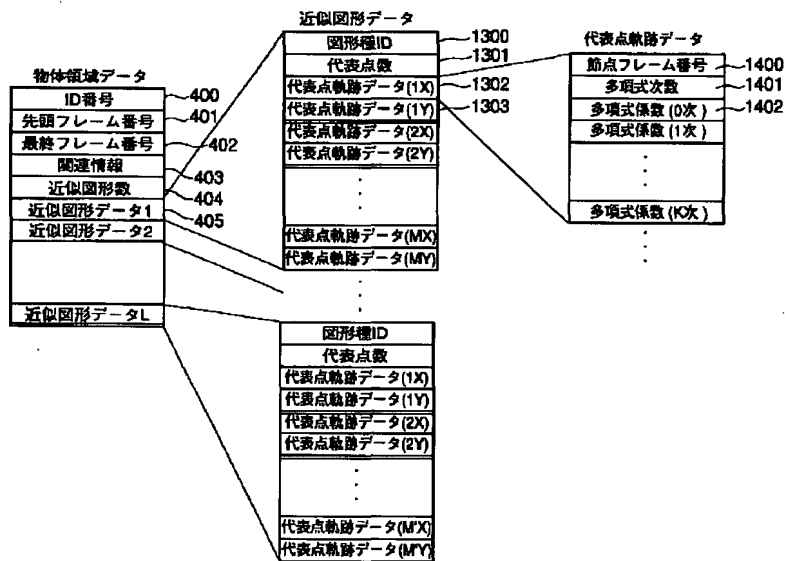 物体領域データ
ID番号
400
先頭フレーム番号
401
最終フレーム番号
402
関連情報
403
近似図形数
404
近似図形データ1
405
近似図形データ2
近似図形データL
近似図形データ
図形種ID
1300
代表点数
1301
代表点軌跡データ(1X)
1302
代表点軌跡データ(1Y)
1303
代表点軌跡データ(2X)
代表点軌跡データ(2Y)
代表点軌跡データ(MX)
代表点軌跡データ(MY)
図形種ID
代表点数
代表点軌跡データ(1X)
代表点軌跡データ(1Y)
代表点軌跡データ(2X)
代表点軌跡データ(2Y)
代表点軌跡データ(M'X)
代表点軌跡データ(M'Y)
代表点軌跡データ
節点フレーム番号
1400
多項式次数
1401
多項式係数(0次)
1402
多項式係数(1次)
多項式係数(K次)